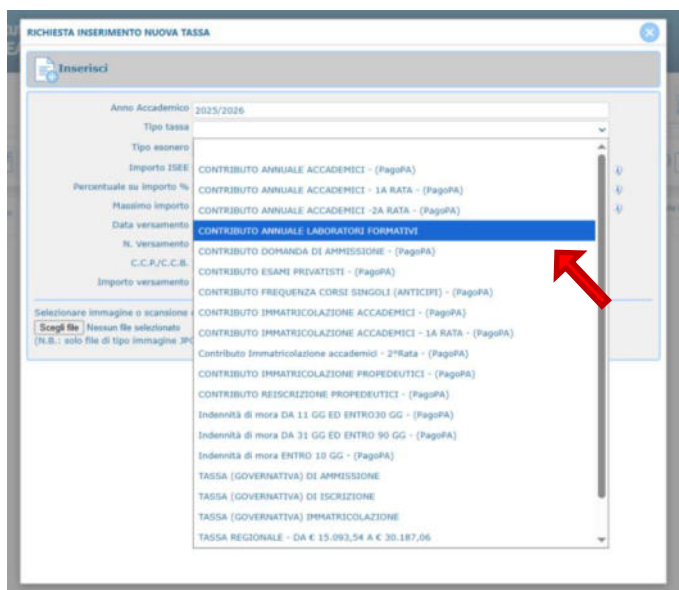 RICHIESTA INSERIMENTO NUOVA TASSA
Inserisci
Anno Accademico 2025/2026
Tipo tassa
Tipo esonero
Importo ISEE
Percentuale su importo %
Massimo importo
Data versamento
N. Versamento
C.C.P./C.C.B.
Importo versamento
Selezionare immagine o scansione
Scegli file Nessun file selezionato
(N.B.: solo file di tipo immagine
CONTRIBUTO ANNUALE ACCADEMICI - (PagoPA)
CONTRIBUTO ANNUALE ACCADEMICI - 1A RATA - (PagoPA)
CONTRIBUTO ANNUALE ACCADEMICI -2A RATA - (PagoPA)
CONTRIBUTO ANNUALE LABORATORI FORMATIVI
CONTRIBUTO DOMANDA DI AMMISSIONE - (PagoPA)
CONTRIBUTO ESAMI PRIVATISTI - (PagoPA)
CONTRIBUTO FREQUENZA CORSI SINGOLI (ANTICIPI) - (PagoPA)
CONTRIBUTO IMMATRICOLAZIONE ACCADEMICI - (PagoPA)
CONTRIBUTO IMMATRICOLAZIONE ACCADEMICI - 1A RATA - (PagoPA)
Contributo Immatricolazione accademici - 2°Rata - (PagoPA)
CONTRIBUTO IMMATRICOLAZIONE PROPEDEUTICI - (PagoPA)
CONTRIBUTO REISCRIZIONE PROPEDEUTICI - (PagoPA)
Indennità di mora DA 11 GG ED ENTRO30 GG - (PagoPA)
Indennità di mora DA 31 GG ED ENTRO 90 GG - (PagoPA)
Indennità di mora ENTRO 10 GG - (PagoPA)
TASSA (GOVERNATIVA) DI AMMISSIONE
TASSA (GOVERNATIVA) DI ISCRIZIONE
TASSA (GOVERNATIVA) IMMATRICOLAZIONE
TASSA REGIONALE - DA € 15.093,54 A € 30.187,06